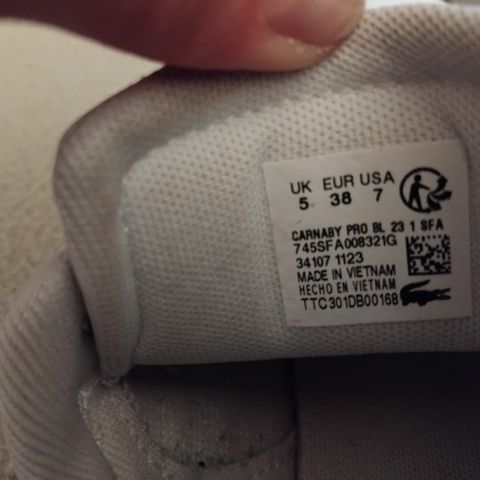 UK EUR USA
5 38 7
CARNABY PRO BL 23 1 SFA
745SFA008321G
34107 1123
MADE IN VIETNAM
HECHO EN VIETNAM
TTC301DB00168